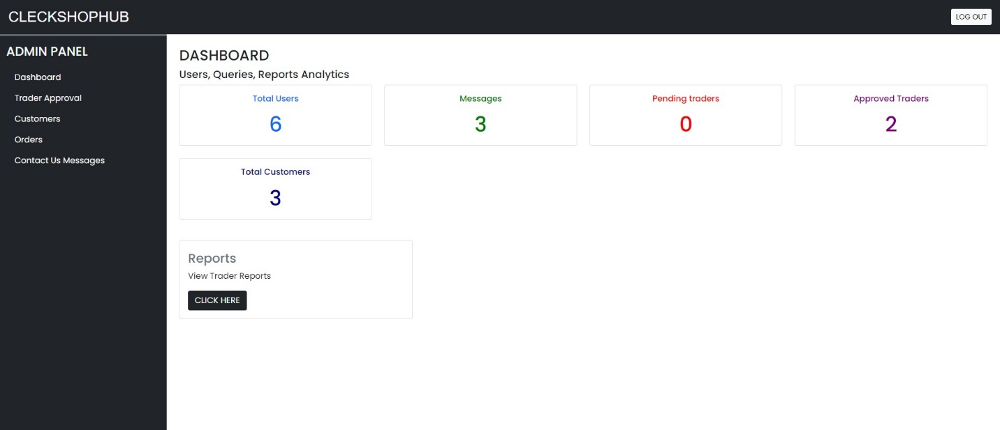 CLECKSHOPHUB
LOG OUT
ADMIN PANEL
Dashboard
Trader Approval
Customers
Orders
Contact Us Messages
DASHBOARD
Users, Queries, Reports Analytics
Total Users
6
Messages
3
Pending traders
0
Approved Traders
2
Total Customers
3
Reports
View Trader Reports
CLICK HERE